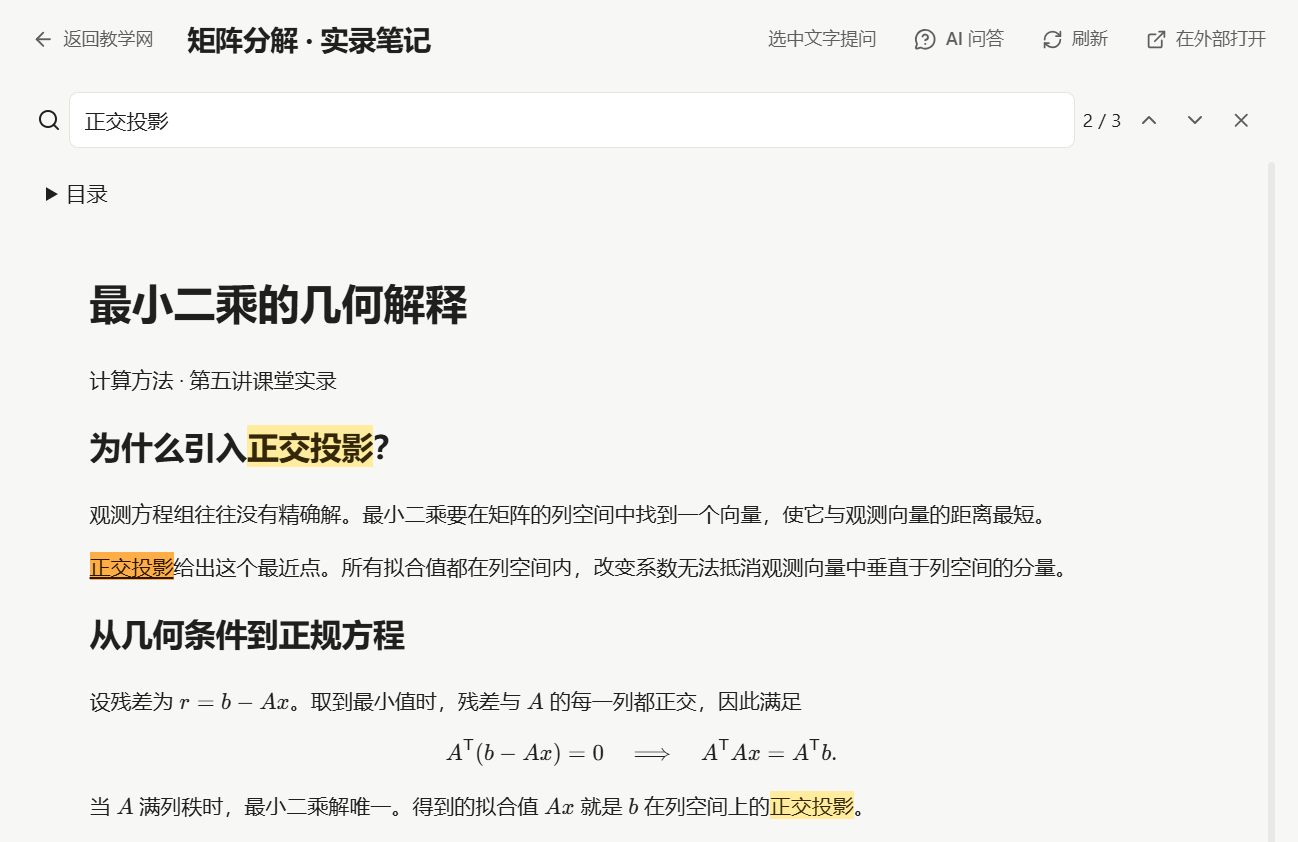 返回教学网 矩阵分解 · 实录笔记 选中文字提问 AI 问答 刷新 在外部打开
正交投影 2 / 3
目录
最小二乘的几何解释
计算方法 · 第五讲课堂实录
为什么引入正交投影？
观测方程组往往没有精确解。最小二乘要在矩阵的列空间中找到一个向量，使它与观测向量的距离最短。
正交投影给出这个最近点。所有拟合值都在列空间内，改变系数无法抵消观测向量中垂直于列空间的分量。
从几何条件到正规方程
设残差为 r = b − Ax。取到最小值时，残差与 A 的每一列都正交，因此满足
Aᵀ(b − Ax) = 0 ⟹ AᵀAx = Aᵀb.
当 A 满列秩时，最小二乘解唯一。得到的拟合值 Ax 就是 b 在列空间上的正交投影。